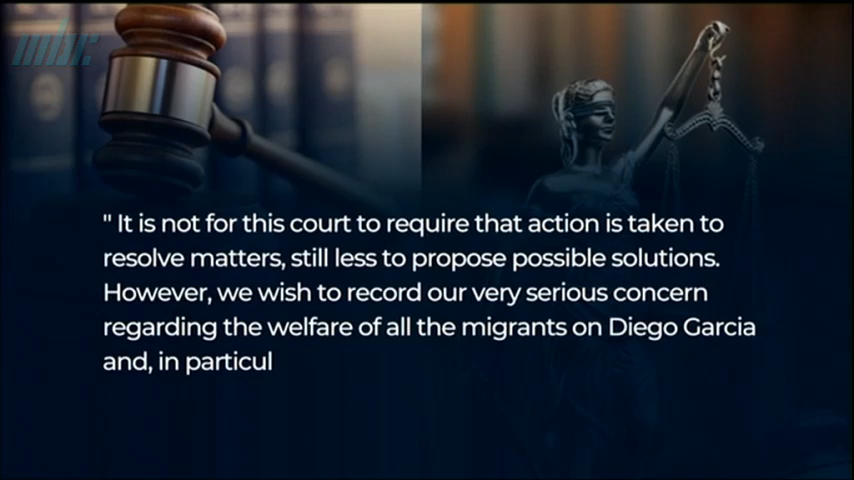 mbc
" It is not for this court to require that action is taken to
resolve matters, still less to propose possible solutions.
However, we wish to record our very serious concern
regarding the welfare of all the migrants on Diego Garcia
and, in particul